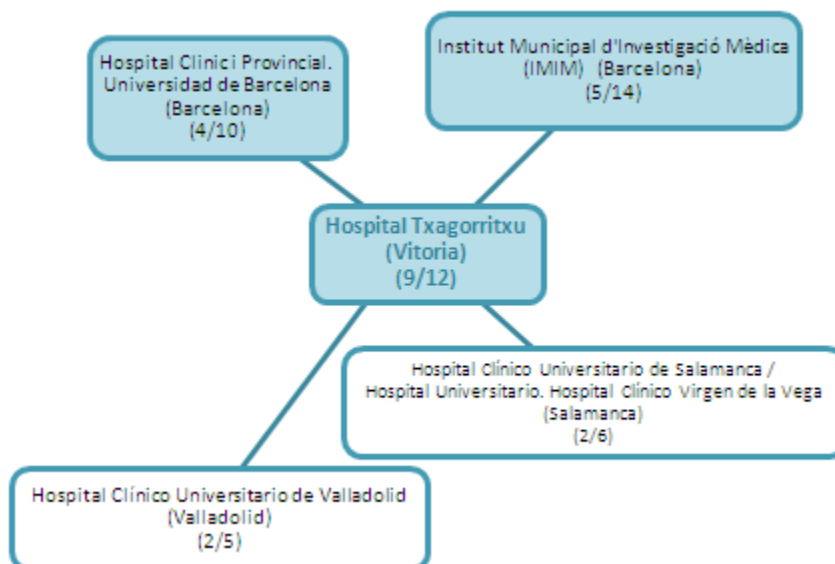 Hospital Clinic i Provincial.
Universidad de Barcelona
(Barcelona)
(4/10)
Institut Municipal d'Investigació Mèdica
(IMIM) (Barcelona)
(5/14)
Hospital Txagorritxu
(Vitoria)
(9/12)
Hospital Clínico Universitario de Salamanca /
Hospital Universitario. Hospital Clínico Virgen de la Vega
(Salamanca)
(2/6)
Hospital Clínico Universitario de Valladolid
(Valladolid)
(2/5)